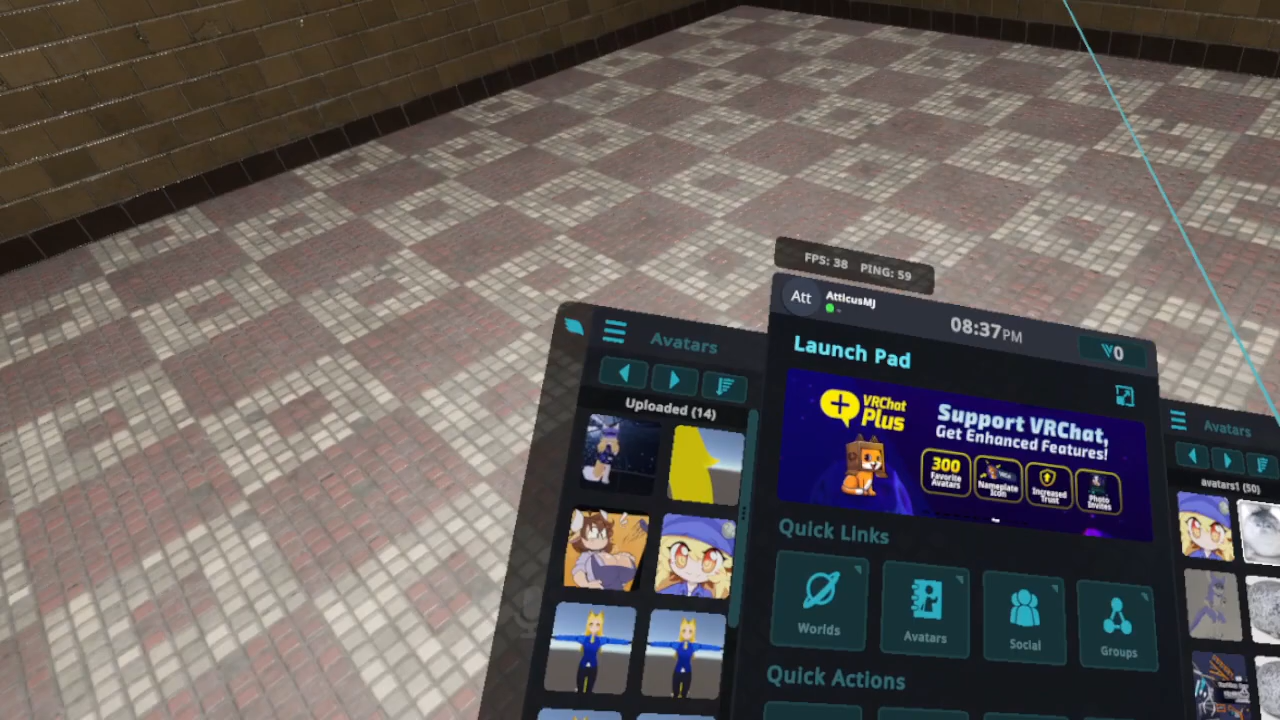 FPS: 38 PING: 59
Att
AtticusMJ
08:37PM
0
Launch Pad
VRChat
Plus
Support VRChat,
Get Enhanced Features!
300
Favorite
Avatars
Nameplate
Icon
Increased
Trust
Photo
Invites
Quick Links
Worlds
Avatars
Social
Groups
Quick Actions
Avatars
Uploaded (14)
Avatars
avatars1 (50)